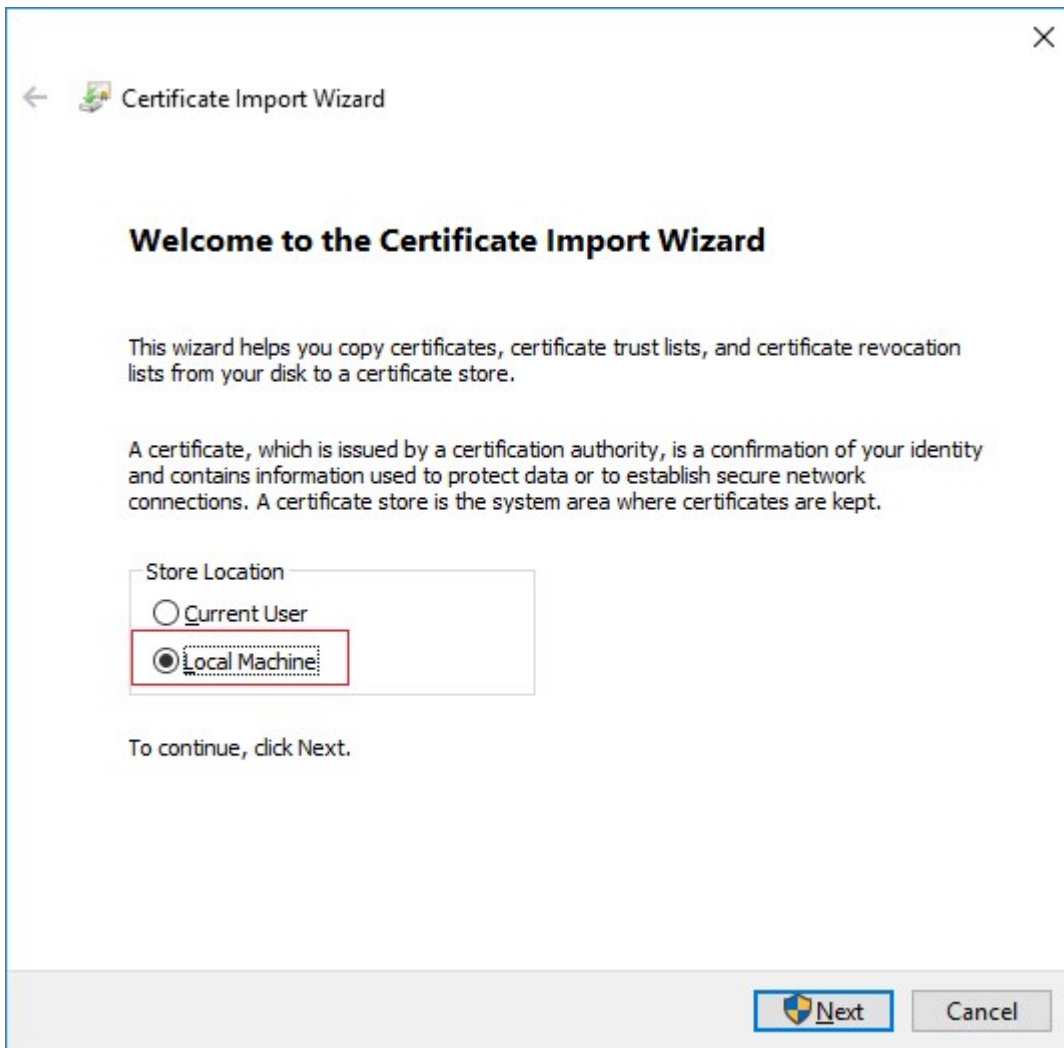 Certificate Import Wizard
Welcome to the Certificate Import Wizard
This wizard helps you copy certificates, certificate trust lists, and certificate revocation
lists from your disk to a certificate store.
A certificate, which is issued by a certification authority, is a confirmation of your identity
and contains information used to protect data or to establish secure network
connections. A certificate store is the system area where certificates are kept.
Store Location
Current User
Local Machine
To continue, click Next.
Next Cancel